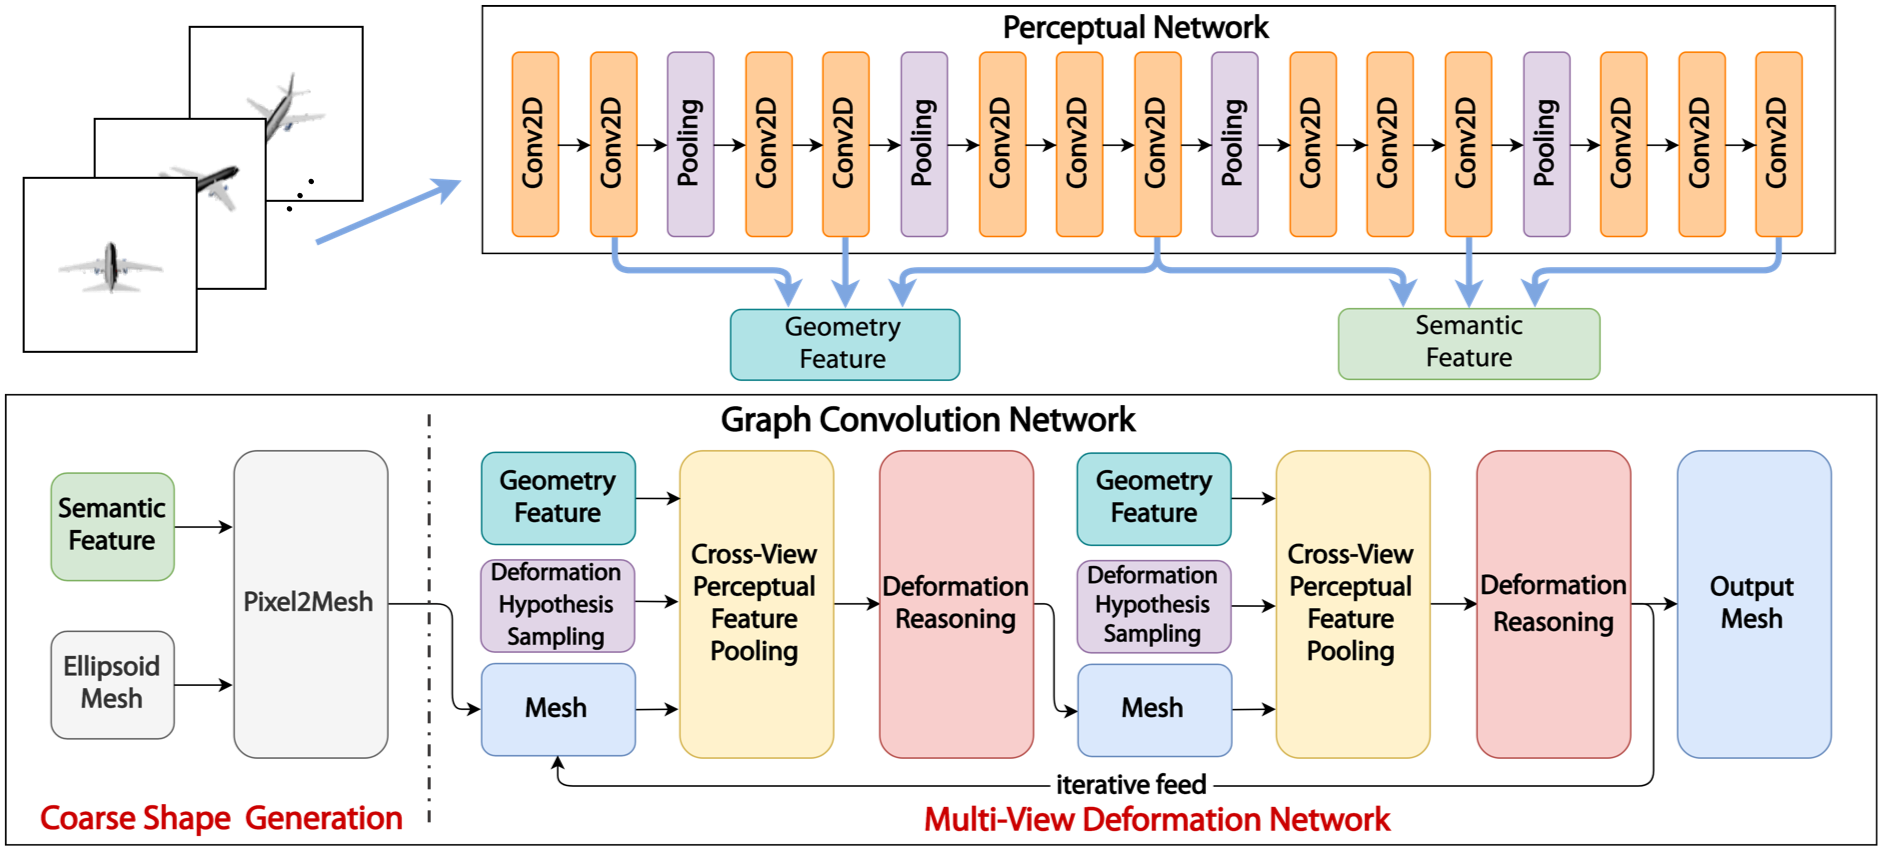 Perceptual Network
Conv2D
Conv2D
Pooling
Conv2D
Conv2D
Pooling
Conv2D
Conv2D
Conv2D
Pooling
Conv2D
Conv2D
Conv2D
Pooling
Conv2D
Conv2D
Conv2D
Geometry
Feature
Semantic
Feature
Graph Convolution Network
Semantic
Feature
Ellipsoid
Mesh
Pixel2Mesh
Geometry
Feature
Deformation
Hypothesis
Sampling
Mesh
Cross-View
Perceptual
Feature
Pooling
Deformation
Reasoning
Geometry
Feature
Deformation
Hypothesis
Sampling
Mesh
Cross-View
Perceptual
Feature
Pooling
Deformation
Reasoning
Output
Mesh
iterative feed
Coarse Shape Generation
Multi-View Deformation Network